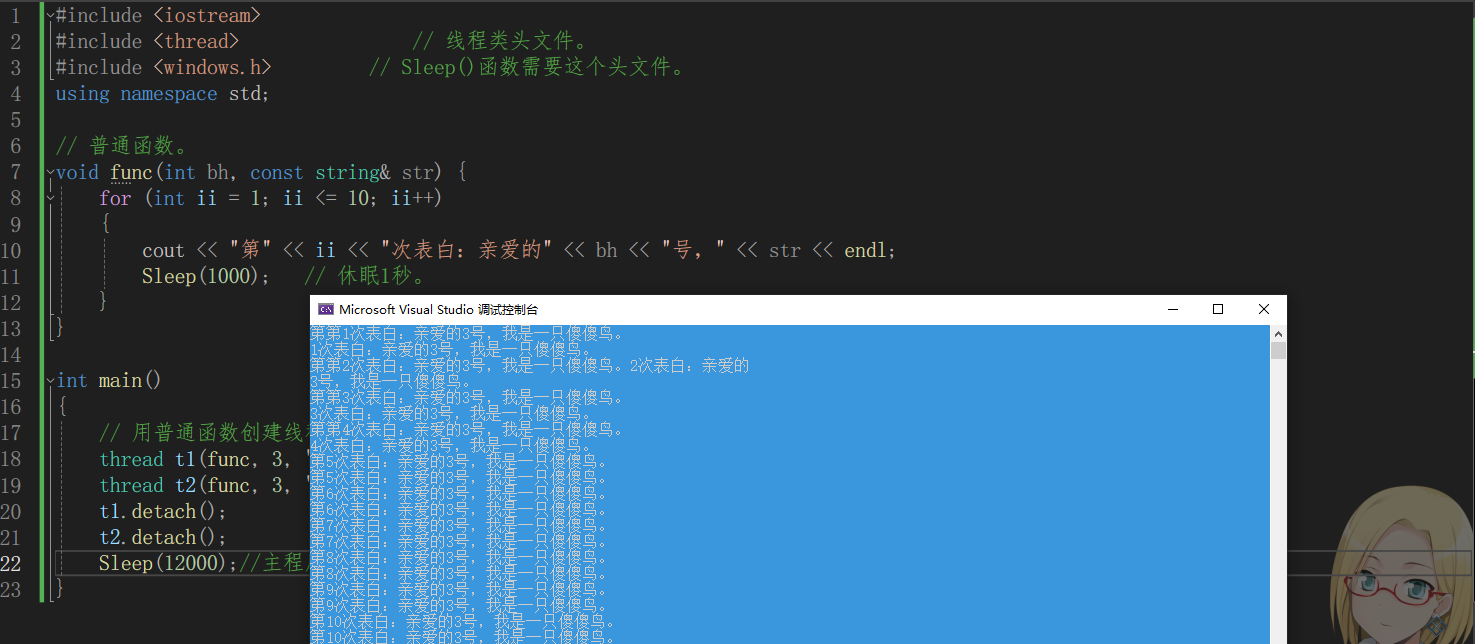 1 #include <iostream>
2 #include <thread> // 线程类头文件。
3 #include <windows.h> // Sleep()函数需要这个头文件。
4 using namespace std;
5
6 // 普通函数。
7 void func(int bh, const string& str) {
8 for (int ii = 1; ii <= 10; ii++)
9 {
10 cout << "第" << ii << "次表白：亲爱的" << bh << "号，" << str << endl;
11 Sleep(1000); // 休眠1秒。
12 }
13 }
14
15 int main()
16 {
17 // 用普通函数创建线
18 thread t1(func, 3, "
19 thread t2(func, 3, "
20 t1.detach();
21 t2.detach();
22 Sleep(12000);//主程
23 }
Microsoft Visual Studio 调试控制台
第第1次表白：亲爱的3号，我是一只傻傻鸟。
1次表白：亲爱的3号，我是一只傻傻鸟。
第第2次表白：亲爱的3号，我是一只傻傻鸟。2次表白：亲爱的
3号，我是一只傻傻鸟。
第第3次表白：亲爱的3号，我是一只傻傻鸟。
3次表白：亲爱的3号，我是一只傻傻鸟。
第第4次表白：亲爱的3号，我是一只傻傻鸟。
4次表白：亲爱的3号，我是一只傻傻鸟。
第5次表白：亲爱的3号，我是一只傻傻鸟。
第5次表白：亲爱的3号，我是一只傻傻鸟。
第6次表白：亲爱的3号，我是一只傻傻鸟。
第6次表白：亲爱的3号，我是一只傻傻鸟。
第7次表白：亲爱的3号，我是一只傻傻鸟。
第7次表白：亲爱的3号，我是一只傻傻鸟。
第8次表白：亲爱的3号，我是一只傻傻鸟。
第8次表白：亲爱的3号，我是一只傻傻鸟。
第9次表白：亲爱的3号，我是一只傻傻鸟。
第9次表白：亲爱的3号，我是一只傻傻鸟。
第10次表白：亲爱的3号，我是一只傻傻鸟。
第10次表白：亲爱的3号，我是一只傻傻鸟。